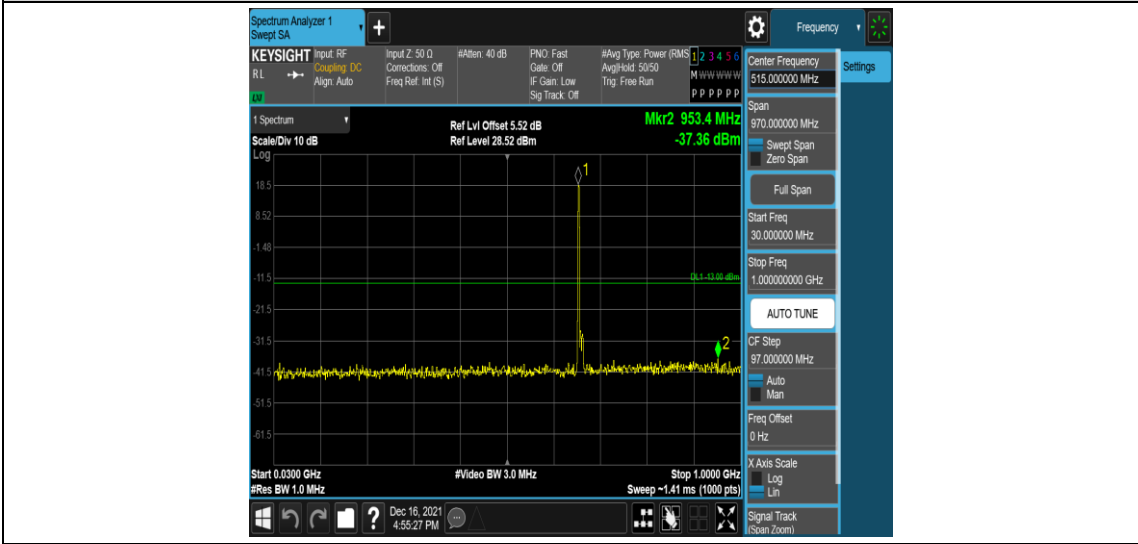 Spectrum Analyzer 1
Swept SA
+
Frequency
KEYSIGHT
RL
Input: RF
Coupling: DC
Align: Auto
Input Z: 50 Ω
Corrections: Off
Freq Ref: Int (S)
#Atten: 40 dB
PNO: Fast
Gate: Off
IF Gain: Low
Sig Track: Off
#Avg Type: Power (RMS
Avg|Hold: 50/50
Trig: Free Run
1 2 3 4 5 6
M W W W W W
P P P P P P
1 Spectrum
Scale/Div 10 dB
Log
Ref Lvl Offset 5.52 dB
Ref Level 28.52 dBm
Mkr2 953.4 MHz
-37.36 dBm
1
18.5
8.52
-1.48
-11.5
DL1 -13.00 dBm
-21.5
-31.5
2
-41.5
-51.5
-61.5
Start 0.0300 GHz
#Res BW 1.0 MHz
#Video BW 3.0 MHz
Stop 1.0000 GHz
Sweep ~1.41 ms (1000 pts)
?
Dec 16, 2021
4:55:27 PM
Center Frequency
515.000000 MHz
Settings
Span
970.000000 MHz
Swept Span
Zero Span
Full Span
Start Freq
30.000000 MHz
Stop Freq
1.000000000 GHz
AUTO TUNE
CF Step
97.000000 MHz
Auto
Man
Freq Offset
0 Hz
X Axis Scale
Log
Lin
Signal Track
(Span Zoom)